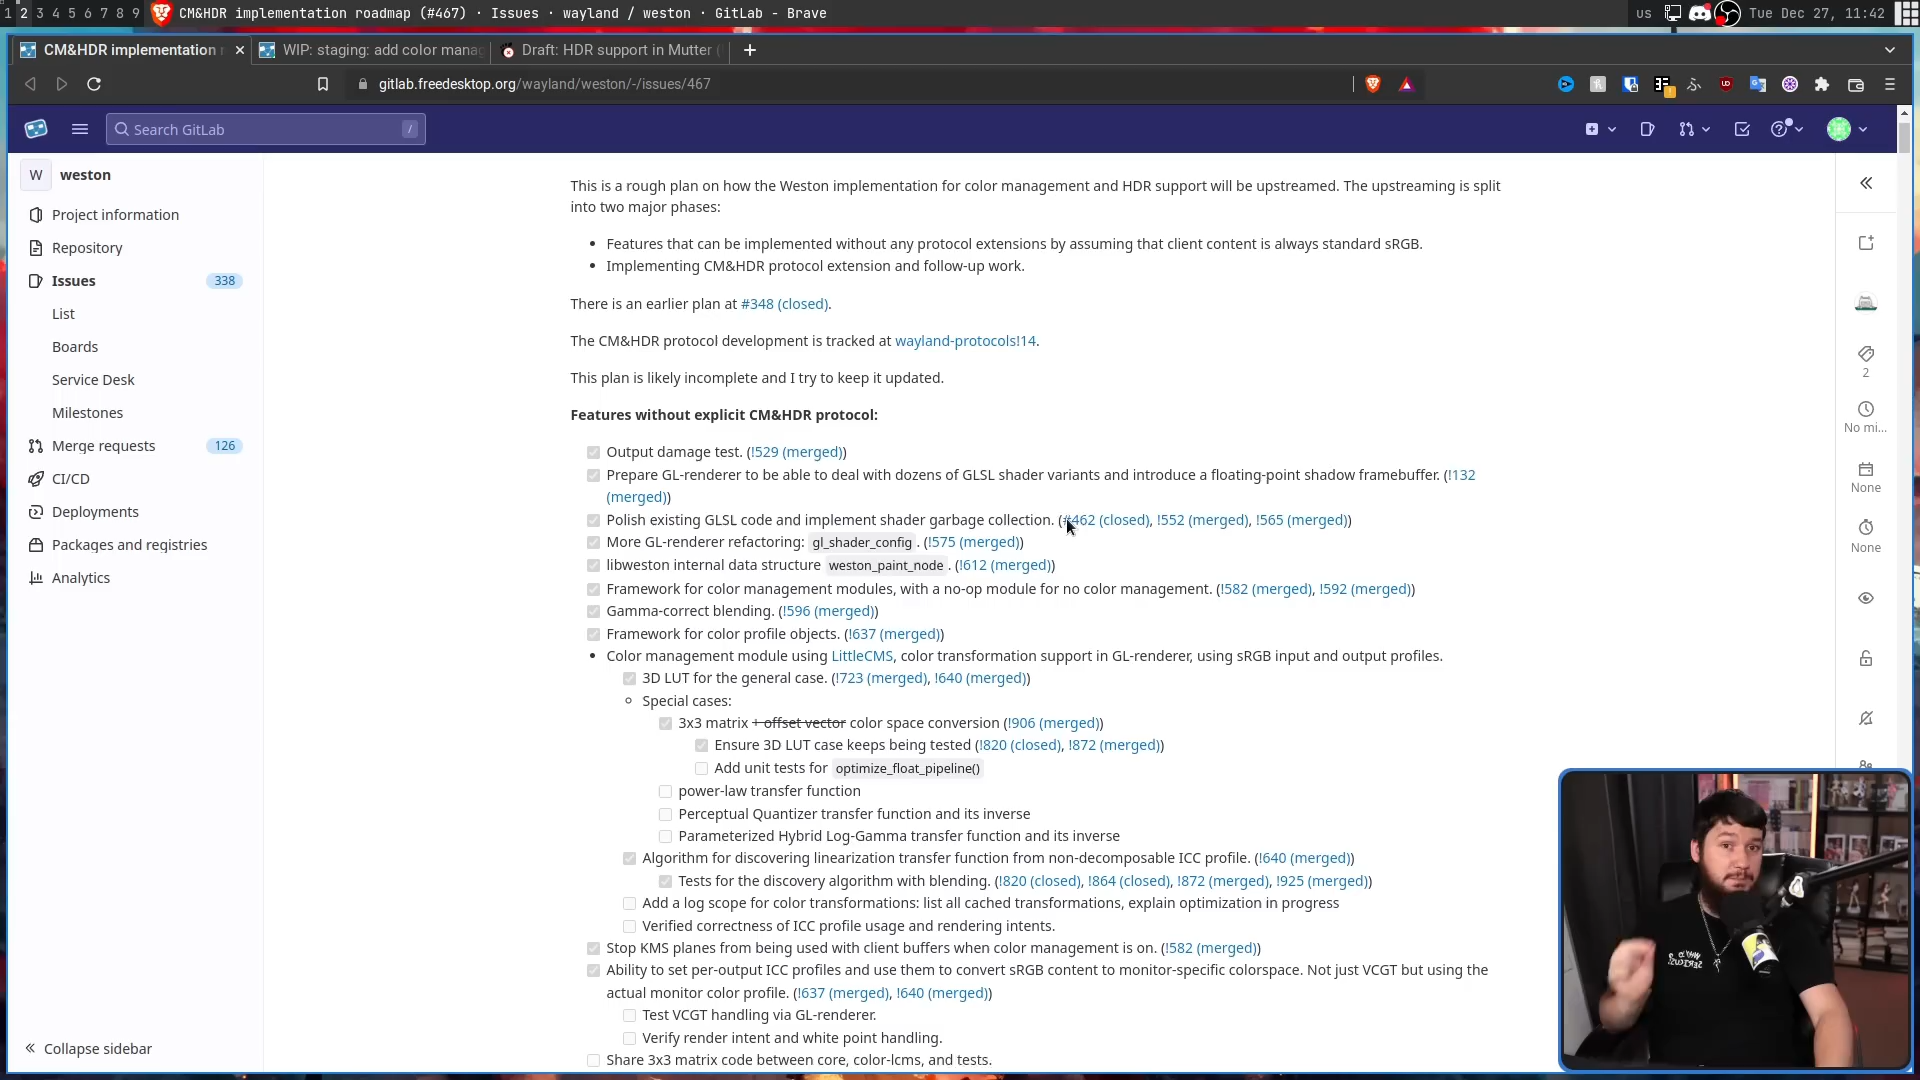 1 2 3 4 5 6 7 8 9 CM&HDR implementation roadmap (#467) · Issues · wayland / weston · GitLab - Brave us Tue Dec 27, 11:42
CM&HDR implementation WIP: staging: add color manag Draft: HDR support in Mutter (
gitlab.freedesktop.org/wayland/weston/-/issues/467
Search GitLab /
W weston
Project information
Repository
Issues 338
List
Boards
Service Desk
Milestones
Merge requests 126
CI/CD
Deployments
Packages and registries
Analytics
Collapse sidebar
This is a rough plan on how the Weston implementation for color management and HDR support will be upstreamed. The upstreaming is split
into two major phases:
• Features that can be implemented without any protocol extensions by assuming that client content is always standard sRGB.
• Implementing CM&HDR protocol extension and follow-up work.
There is an earlier plan at #348 (closed).
The CM&HDR protocol development is tracked at wayland-protocols!14.
This plan is likely incomplete and I try to keep it updated.
Features without explicit CM&HDR protocol:
Output damage test. (!529 (merged))
Prepare GL-renderer to be able to deal with dozens of GLSL shader variants and introduce a floating-point shadow framebuffer. (!132
(merged))
Polish existing GLSL code and implement shader garbage collection. (#462 (closed), !552 (merged), !565 (merged))
More GL-renderer refactoring: gl_shader_config . (!575 (merged))
libweston internal data structure weston_paint_node . (!612 (merged))
Framework for color management modules, with a no-op module for no color management. (!582 (merged), !592 (merged))
Gamma-correct blending. (!596 (merged))
Framework for color profile objects. (!637 (merged))
• Color management module using LittleCMS, color transformation support in GL-renderer, using sRGB input and output profiles.
3D LUT for the general case. (!723 (merged), !640 (merged))
Special cases:
3x3 matrix + offset vector color space conversion (!906 (merged))
Ensure 3D LUT case keeps being tested (!820 (closed), !872 (merged))
Add unit tests for optimize_float_pipeline()
power-law transfer function
Perceptual Quantizer transfer function and its inverse
Parameterized Hybrid Log-Gamma transfer function and its inverse
Algorithm for discovering linearization transfer function from non-decomposable ICC profile. (!640 (merged))
Tests for the discovery algorithm with blending. (!820 (closed), !864 (closed), !872 (merged), !925 (merged))
Add a log scope for color transformations: list all cached transformations, explain optimization in progress
Verified correctness of ICC profile usage and rendering intents.
Stop KMS planes from being used with client buffers when color management is on. (!582 (merged))
Ability to set per-output ICC profiles and use them to convert sRGB content to monitor-specific colorspace. Not just VCGT but using the
actual monitor color profile. (!637 (merged), !640 (merged))
Test VCGT handling via GL-renderer.
Verify render intent and white point handling.
Share 3x3 matrix code between core, color-lcms, and tests.
2
No mi...
None
None